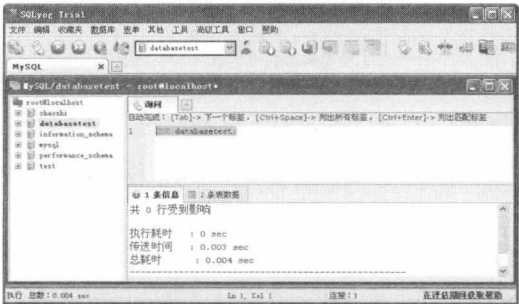 SQLyog Trial
文件 编辑 收藏夹 数据库 表单 其他 工具 高级工具 窗口 帮助
databasetest
MySQL
MySQL/databasetest - root@localhost*
root@localhost
chaoshi
databasetest
information_schema
mysql
performance_schema
test
询问
自动完成: [Tab]-> 下一个标签, [Ctrl+Space]-> 列出所有标签, [Ctrl+Enter]-> 列出匹配标签
1 databasetest;
1 条信息 2 条表数据
共 0 行受到影响
执行耗时 : 0 sec
传送时间 : 0.003 sec
总耗时 : 0.004 sec
执行 总数: 0.004 sec Ln 1, Col 1 连接: 1 在评估期间获取帮助